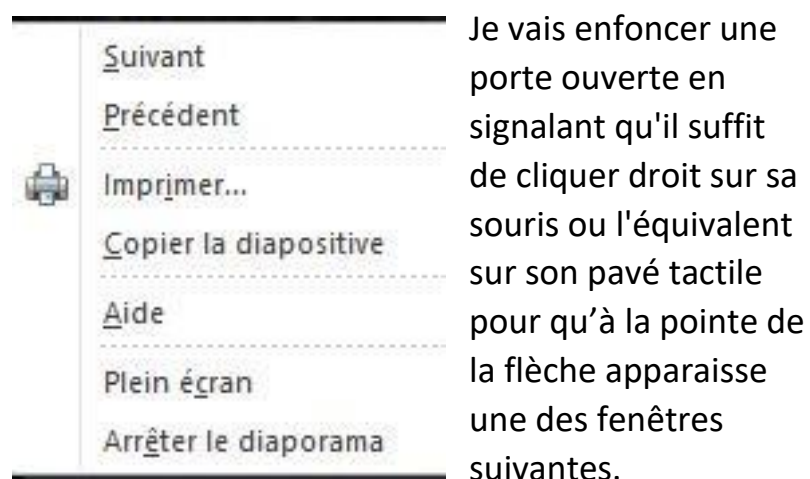 Suivant
Précédent
Imprimer...
Copier la diapositive
Aide
Plein écran
Arrêter le diaporama
Je vais enfoncer une
porte ouverte en
signalant qu'il suffit
de cliquer droit sur sa
souris ou l'équivalent
sur son pavé tactile
pour qu’à la pointe de
la flèche apparaisse
une des fenêtres
suivantes.